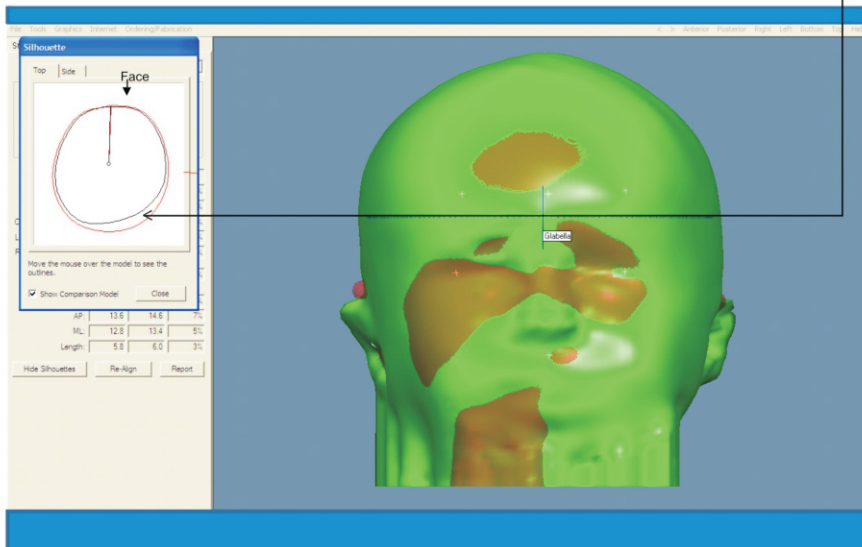 File Tools Graphics Internet Ordering/Fabrication
< > Anterior Posterior Right Left Bottom Top
Silhouette
Top Side
Face
Glabella
Move the mouse over the model to see the
outlines.
Show Comparison Model Close
AP: 13.6 14.6 7%
ML: 12.8 13.4 5%
Length: 5.8 6.0 3%
Hide Silhouettes Re-Align Report